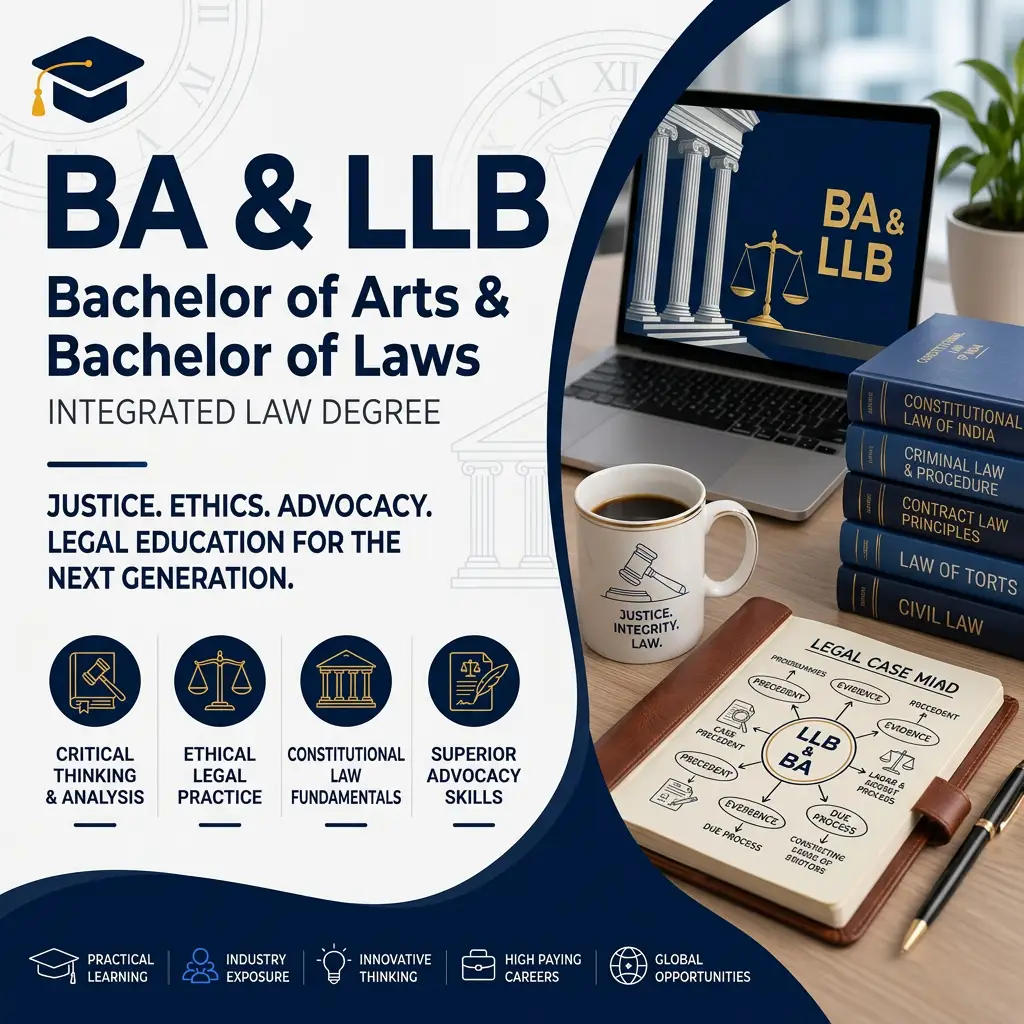 BA & LLB
Bachelor of Arts &
Bachelor of Laws
INTEGRATED LAW DEGREE
JUSTICE. ETHICS. ADVOCACY.
LEGAL EDUCATION FOR THE
NEXT GENERATION.
CRITICAL
THINKING
& ANALYSIS
ETHICAL
LEGAL
PRACTICE
CONSTITUTIONAL
LAW
FUNDAMENTALS
SUPERIOR
ADVOCACY
SKILLS
PRACTICAL
LEARNING
INDUSTRY
EXPOSURE
INNOVATIVE
THINKING
HIGH PAYING
CAREERS
GLOBAL
OPPORTUNITIES
XI
XII
BA &
LLB
CONSTITUTIONAL
LAW OF INDIA
CRIMINAL LAW
& PROCEDURE
CONTRACT LAW
PRINCIPLES
LAW OF TORTS
CIVIL LAW
JUSTICE.
INTEGRITY.
LAW.
LEGAL CASE MIAD
PRECEDENT
EVIDENCE
EVIDENCE
CASE
PRECEDENT
PRECEDENT
LLB
&
BA
DUE
PROCESS
DUE PROCESS